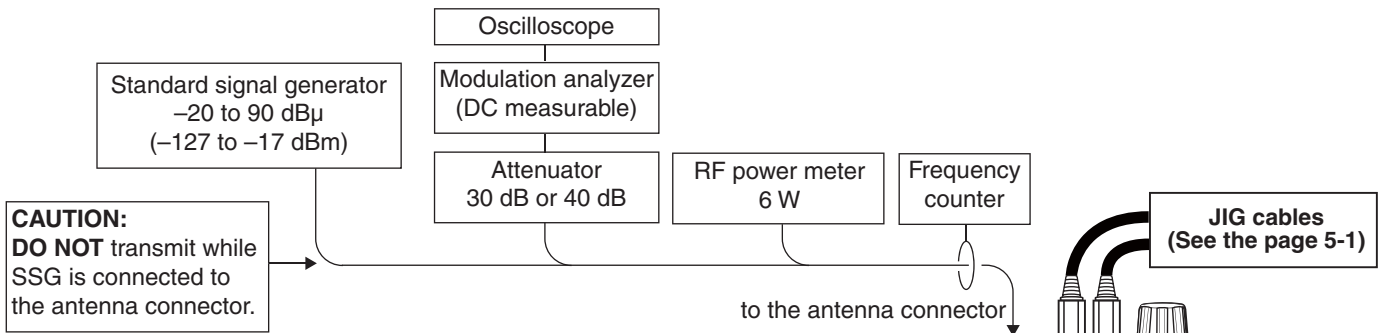 Oscilloscope
Standard signal generator
–20 to 90 dBµ
(–127 to –17 dBm)
Modulation analyzer
(DC measurable)
Attenuator
30 dB or 40 dB
RF power meter
6 W
Frequency
counter
CAUTION:
DO NOT transmit while
SSG is connected to
the antenna connector.
JIG cables
(See the page 5-1)
to the antenna connector